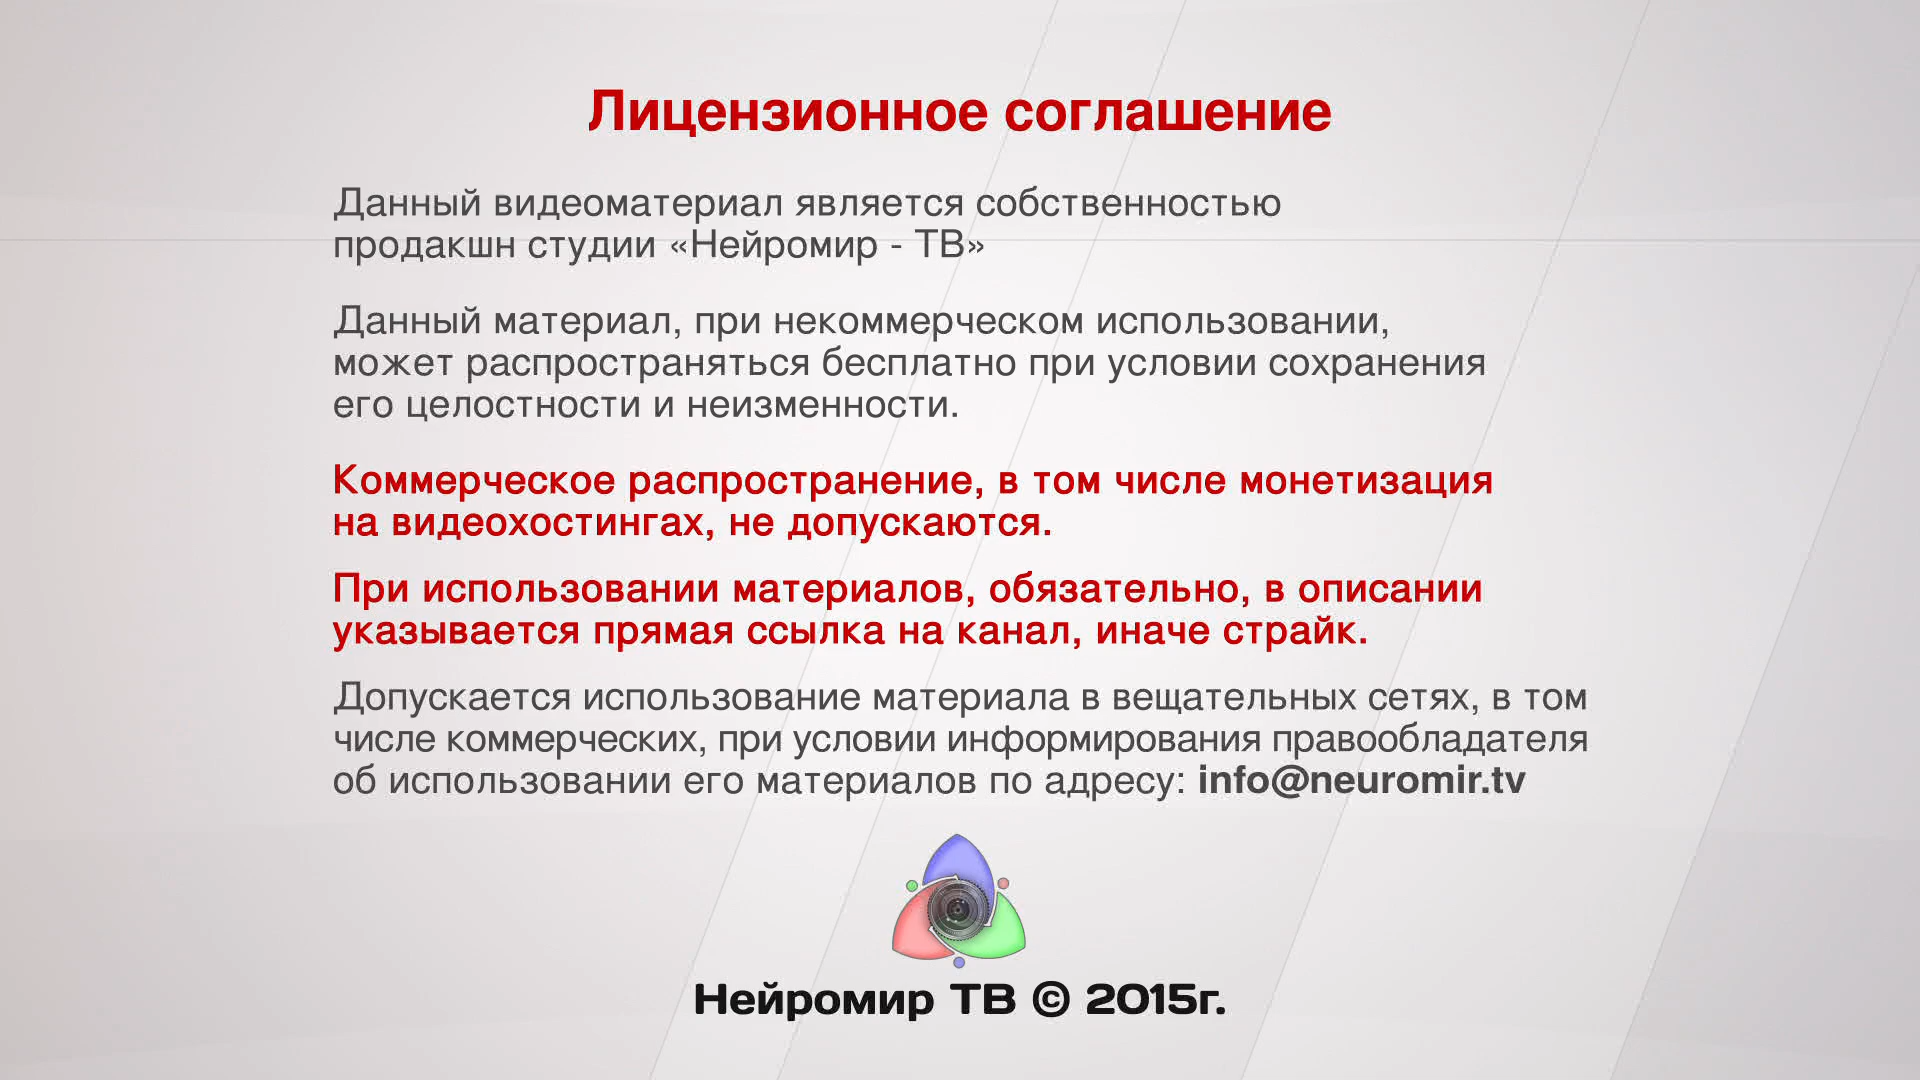 Лицензионное соглашение
Данный видеоматериал является собственностью
продакшн студии «Нейромир - ТВ»
Данный материал, при некоммерческом использовании,
может распространяться бесплатно при условии сохранения
его целостности и неизменности.
Коммерческое распространение, в том числе монетизация
на видеохостингах, не допускаются.
При использовании материалов, обязательно, в описании
указывается прямая ссылка на канал, иначе страйк.
Допускается использование материала в вещательных сетях, в том
числе коммерческих, при условии информирования правообладателя
об использовании его материалов по адресу: info@neuromir.tv
Нейромир ТВ © 2015г.